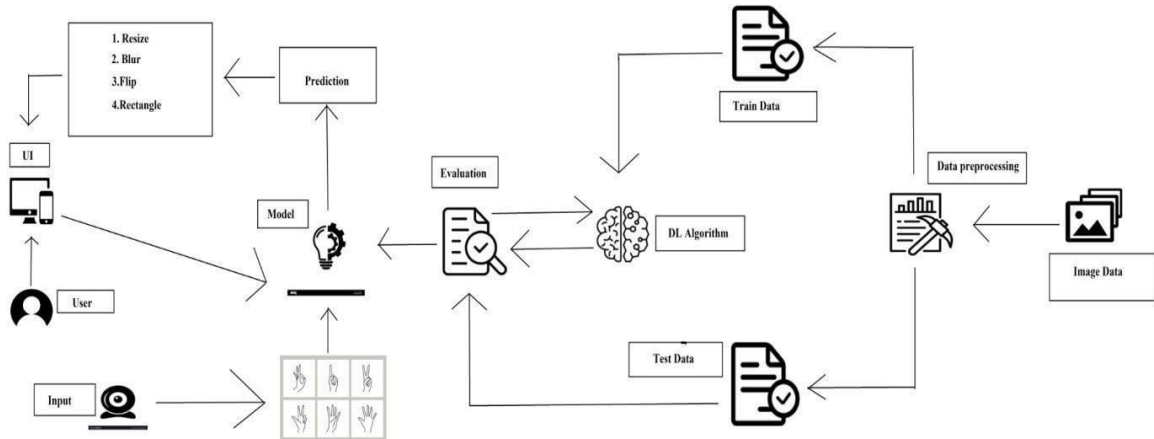 1. Resize
2. Blur
3.Flip
4.Rectangle
Prediction
Train Data
UI
Evaluation
Data preprocessing
Model
DL Algorithm
Image Data
User
Test Data
Input